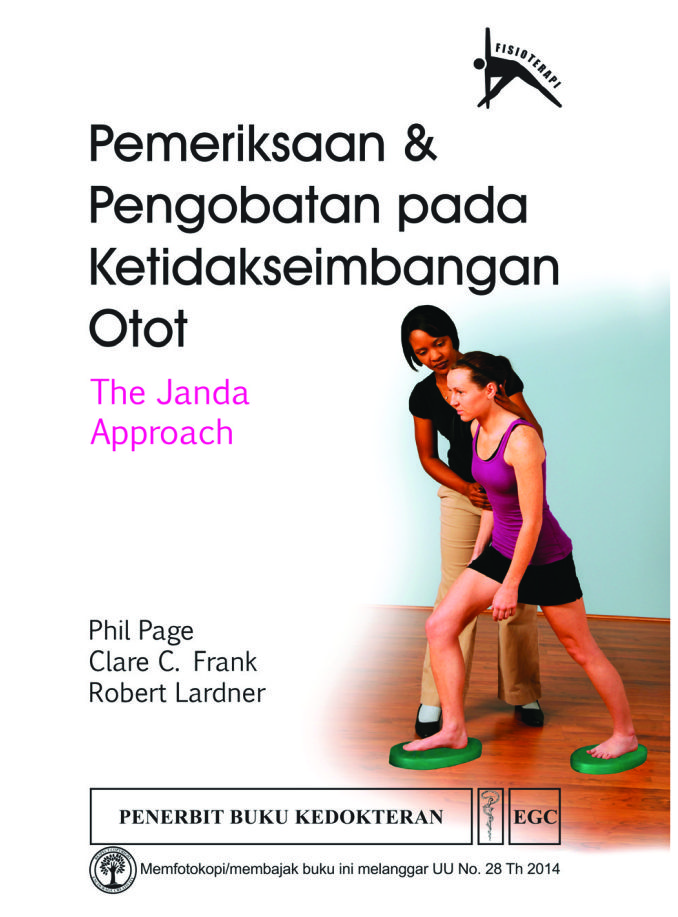 FISIOTERAPI
Pemeriksaan &
Pengobatan pada
Ketidakseimbangan
Otot
The Janda
Approach
Phil Page
Clare C. Frank
Robert Lardner
PENERBIT BUKU KEDOKTERAN
EGC
Memfotokopi/membajak buku ini melanggar UU No. 28 Th 2014